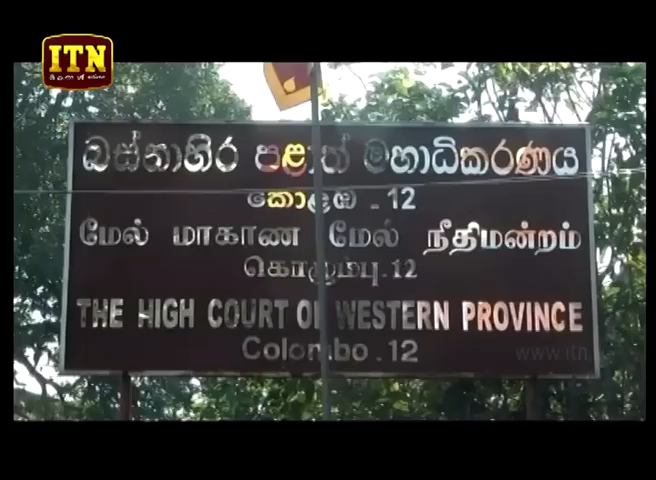 ITN
බස්නාහිර පළාත් මහාධිකරණය
කොළඹ - 12
மேல் மாகாண மேல் நீதிமன்றம்
கொழும்பு - 12
THE HIGH COURT OF WESTERN PROVINCE
Colombo - 12
www.itn